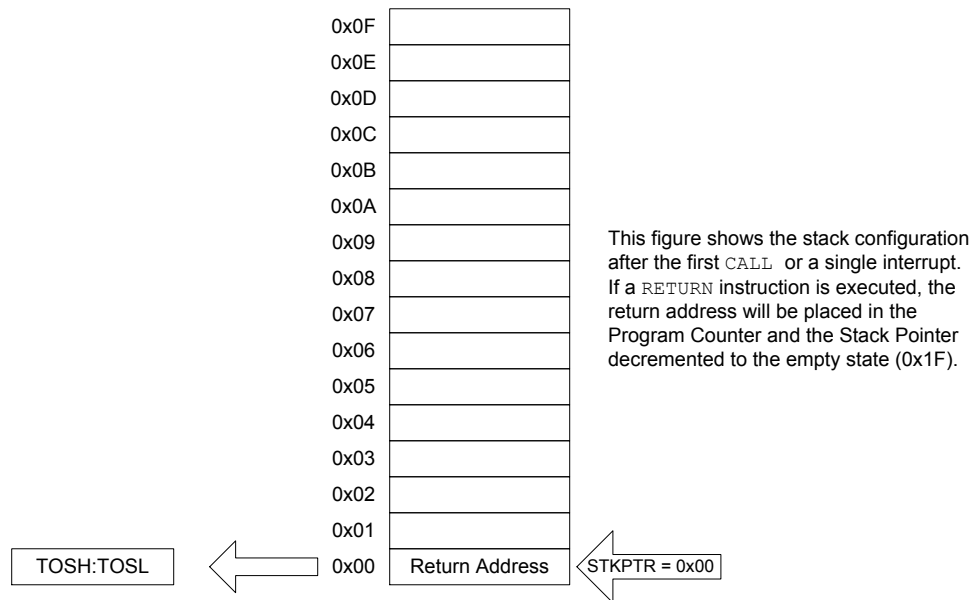 0x0F
0x0E
0x0D
0x0C
0x0B
0x0A
0x09
0x08
0x07
0x06
0x05
0x04
0x03
0x02
0x01
This figure shows the stack configuration
after the first CALL or a single interrupt.
If a RETURN instruction is executed, the
return address will be placed in the
Program Counter and the Stack Pointer
decremented to the empty state (0x1F).
TOSH:TOSL 0x00 Return Address STKPTR = 0x00